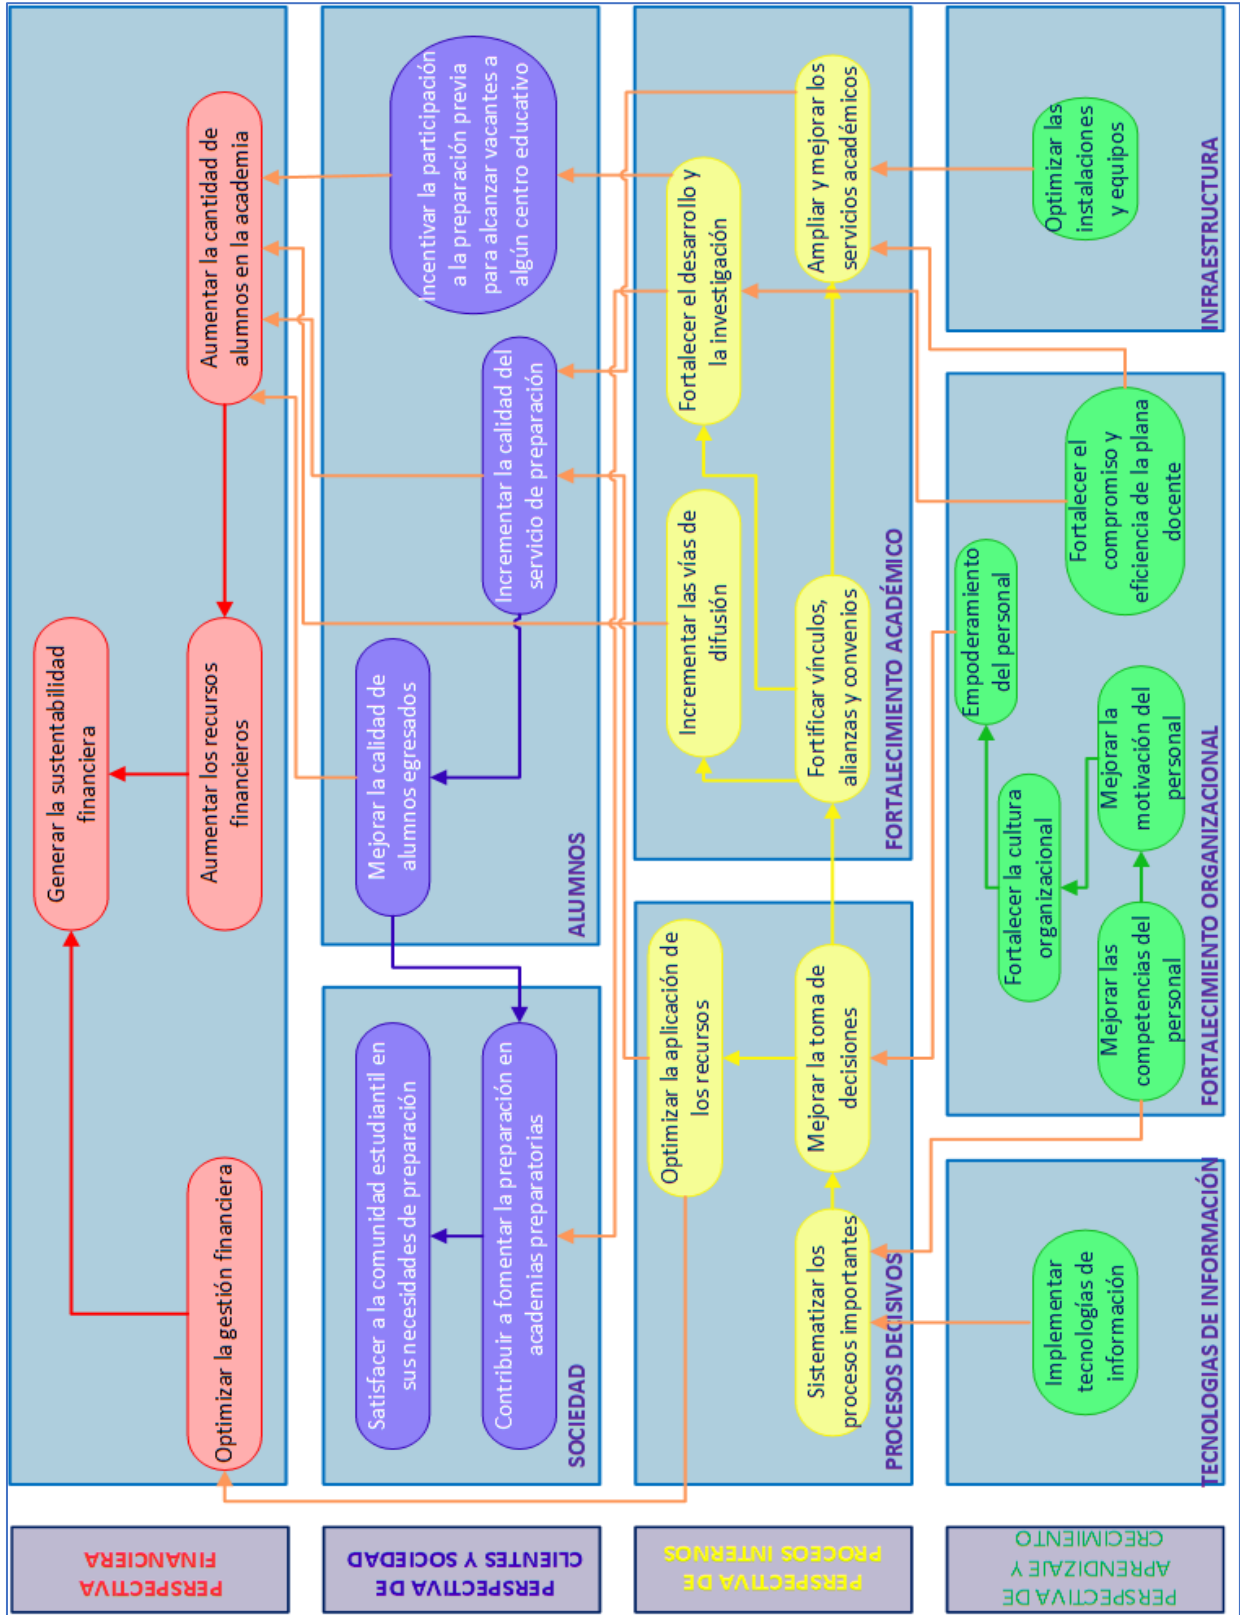 PERSPECTIVA
FINANCIERA
Optimizar la gestión financiera
Generar la sustentabilidad
financiera
Aumentar los recursos
financieros
Aumentar la cantidad de
alumnos en la academia
PERSPECTIVA DE
CLIENTES Y SOCIEDAD
Satisfacer a la comunidad estudiantil en
sus necesidades de preparación
Contribuir a fomentar la preparación en
academias preparatorias
SOCIEDAD
Mejorar la calidad de
alumnos egresados
Incrementar la calidad del
servicio de preparación
Incentivar la participación
a la preparación previa
para alcanzar vacantes a
algún centro educativo
ALUMNOS
PERSPECTIVA DE
PROCEOS INTERNOS
Optimizar la aplicación de
los recursos
Sistematizar los
procesos importantes
Mejorar la toma de
decisiones
PROCESOS DECISIVOS
Incrementar las vías de
difusión
Fortalecer el desarrollo y
la investigación
Fortificar vínculos,
alianzas y convenios
Ampliar y mejorar los
servicios académicos
FORTALECIMIENTO ACADÉMICO
PERSPECTIVA DE
APRENDIZAJE Y
CRECIMIENTO
Implementar
tecnologías de
información
TECNOLOGIAS DE INFORMACIÓN
Fortalecer la cultura
organizacional
Empoderamiento
del personal
Mejorar las
competencias del
personal
Mejorar la
motivación del
personal
Fortalecer el
compromiso y
eficiencia de la plana
docente
FORTALECIMIENTO ORGANIZACIONAL
Optimizar las
instalaciones
y equipos
INFRAESTRUCTURA